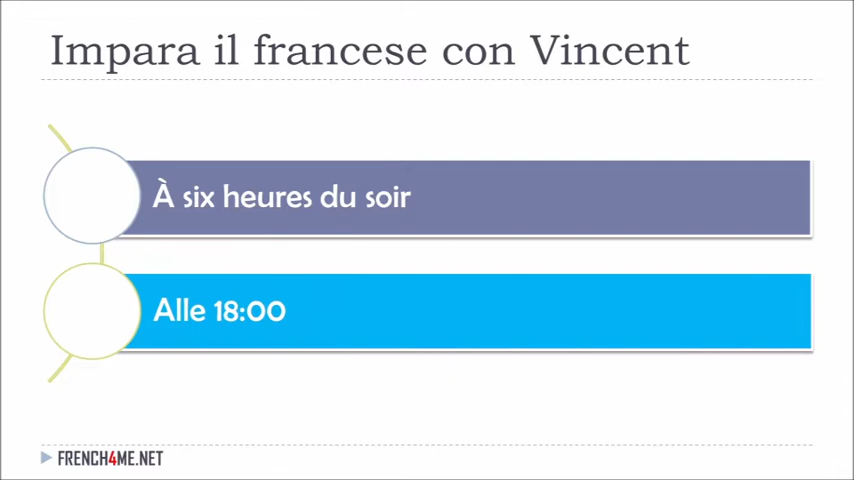 Impara il francese con Vincent
À six heures du soir
Alle 18:00
FRENCH4ME.NET